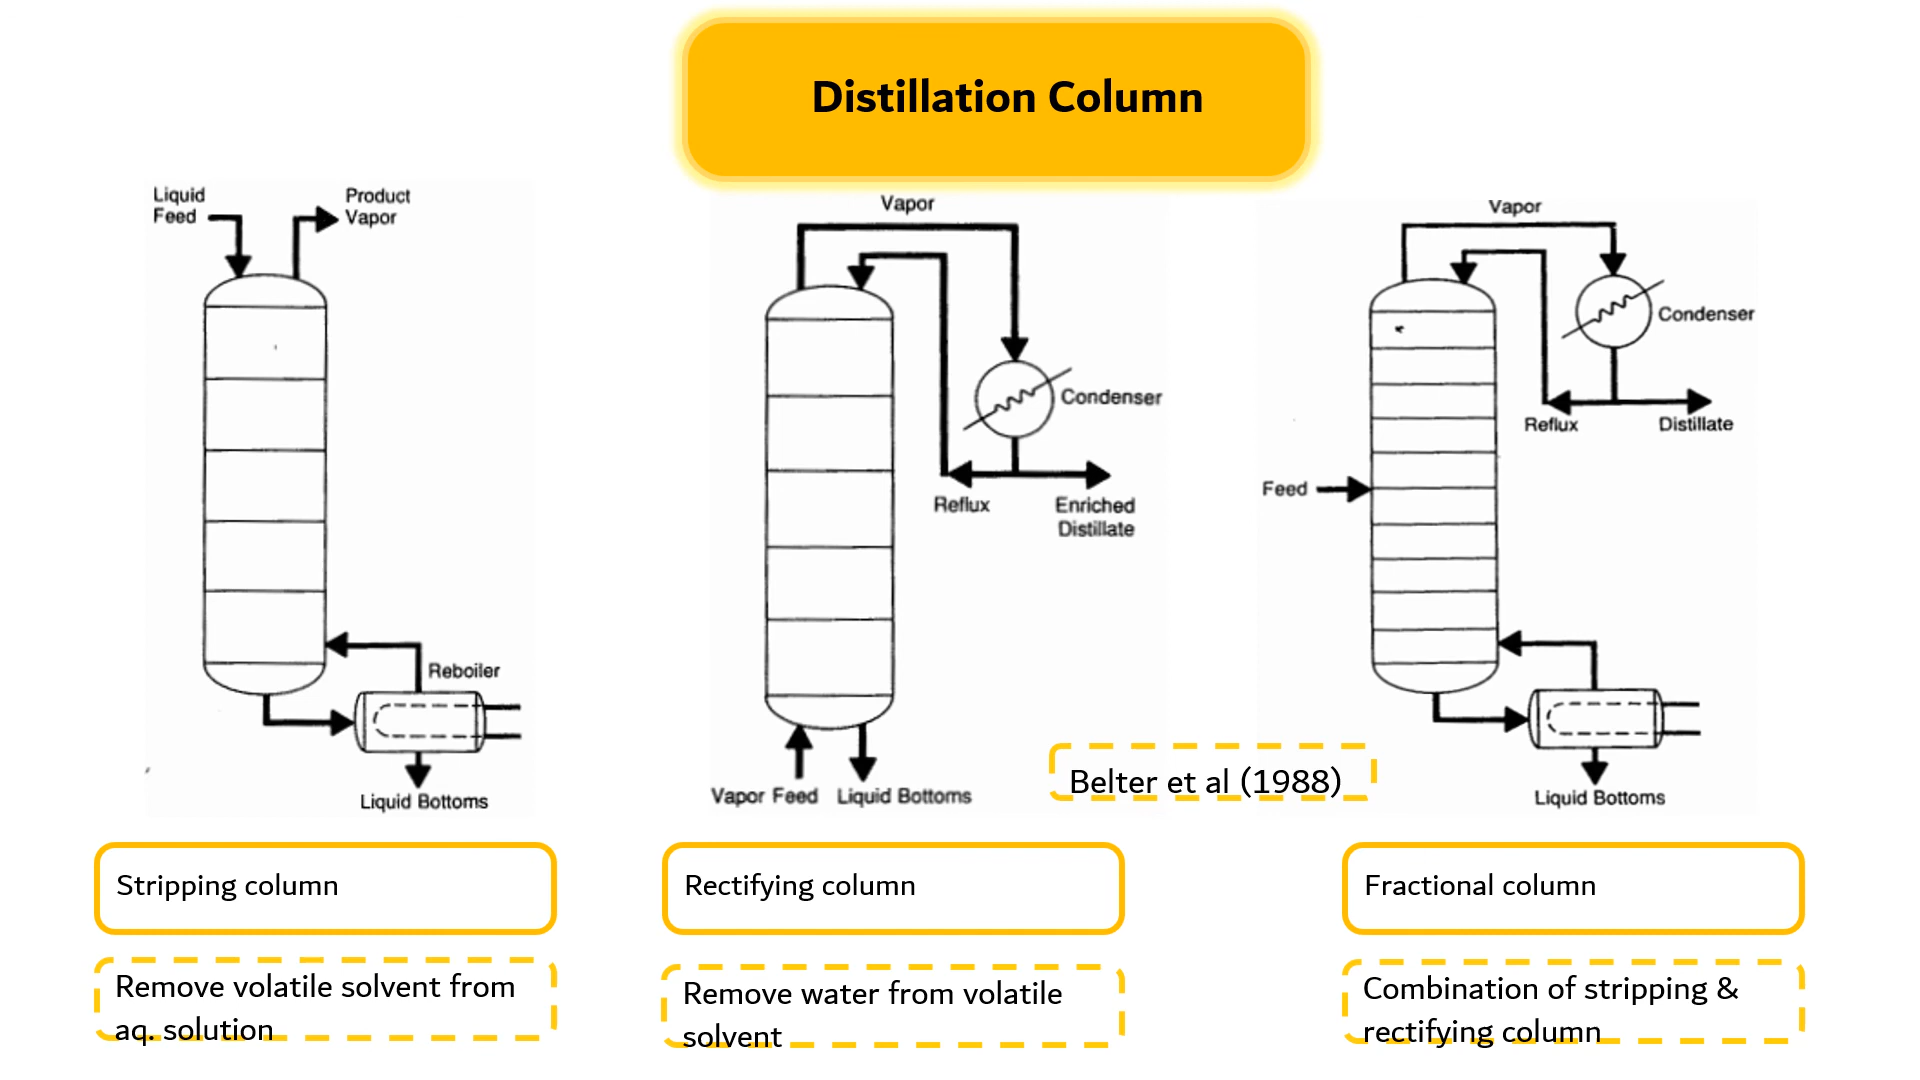 Distillation Column
Liquid
Feed
Product
Vapor
Reboiler
Liquid Bottoms
Vapor
Condenser
Reflux
Enriched
Distillate
Vapor Feed
Liquid Bottoms
Belter et al (1988)
Vapor
Condenser
Reflux
Distillate
Feed
Liquid Bottoms
Stripping column
Remove volatile solvent from
aq. solution
Rectifying column
Remove water from volatile
solvent
Fractional column
Combination of stripping &
rectifying column